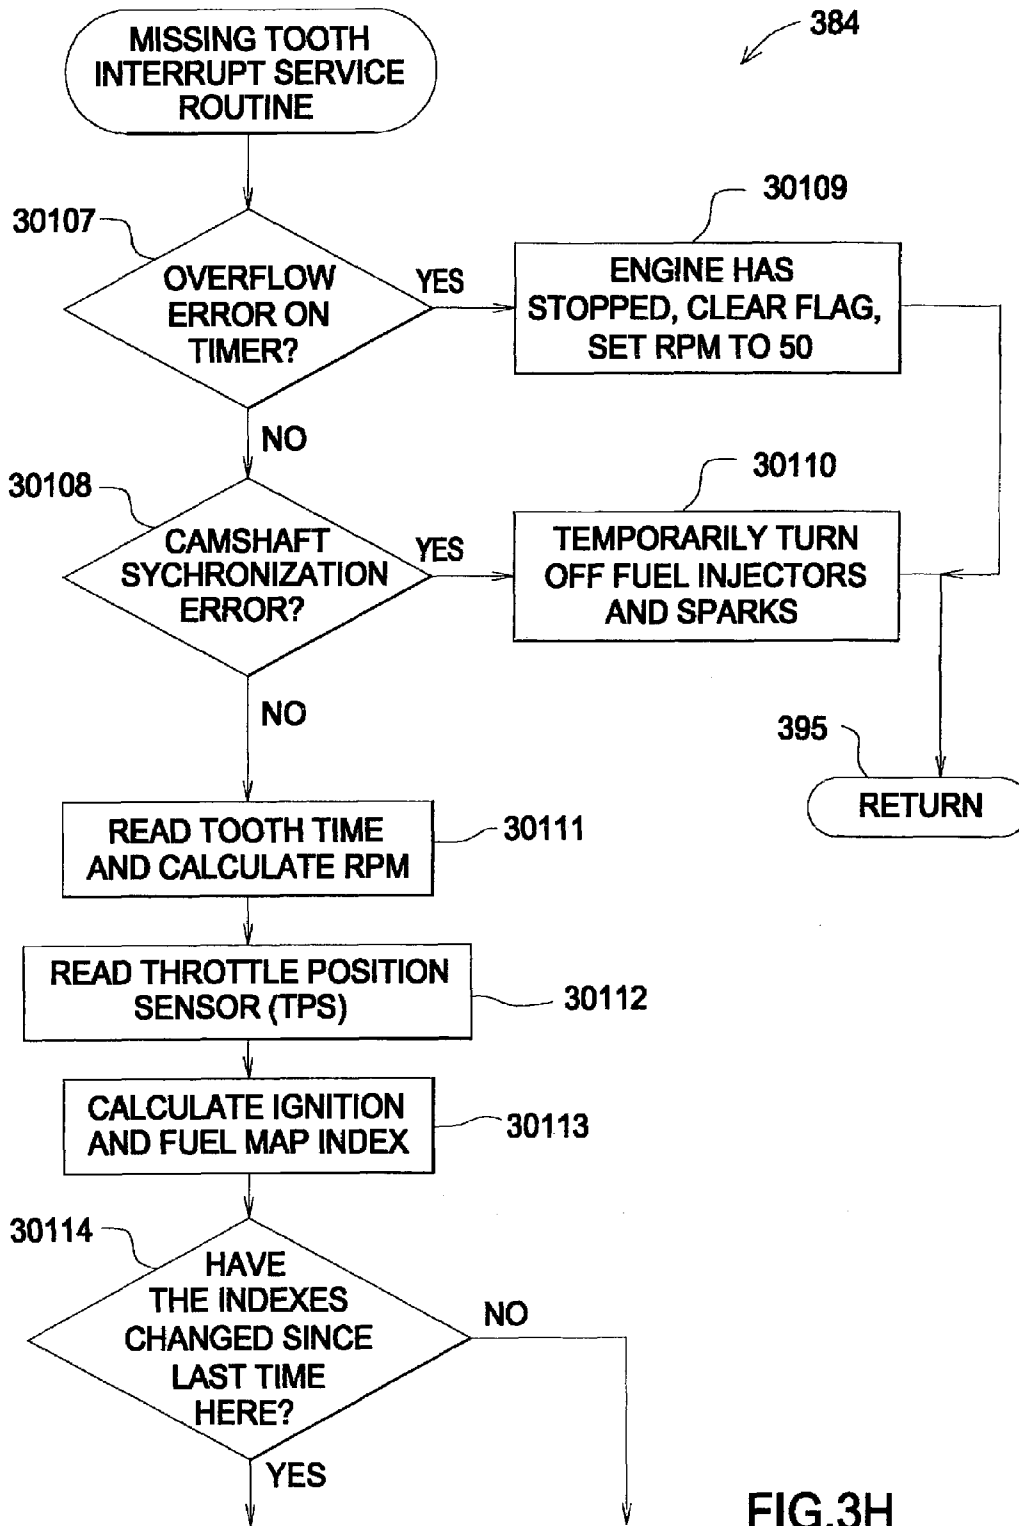 MISSING TOOTH
INTERRUPT SERVICE
ROUTINE
384
30107
OVERFLOW
ERROR ON
TIMER?
YES
30109
ENGINE HAS
STOPPED, CLEAR FLAG,
SET RPM TO 50
NO
30108
CAMSHAFT
SYCHRONIZATION
ERROR?
YES
30110
TEMPORARILY TURN
OFF FUEL INJECTORS
AND SPARKS
NO
395
RETURN
READ TOOTH TIME
AND CALCULATE RPM
30111
READ THROTTLE POSITION
SENSOR (TPS)
30112
CALCULATE IGNITION
AND FUEL MAP INDEX
30113
30114
HAVE
THE INDEXES
CHANGED SINCE
LAST TIME
HERE?
NO
YES
FIG.3H